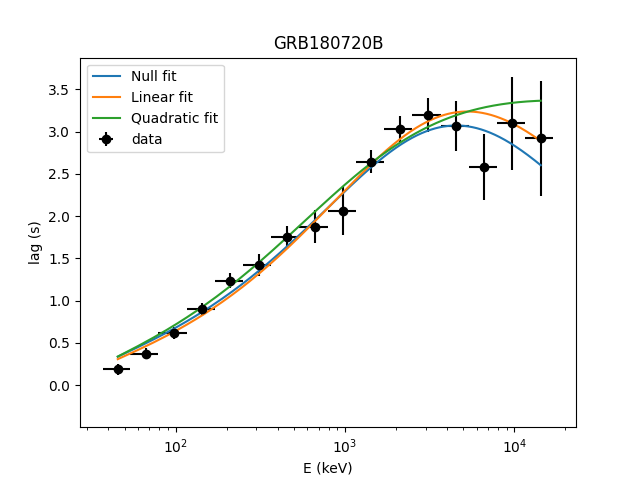 GRB180720B
Null fit
Linear fit
Quadratic fit
data
lag (s)
3.5
3.0
2.5
2.0
1.5
1.0
0.5
0.0
10² 10³ 10⁴
E (keV)